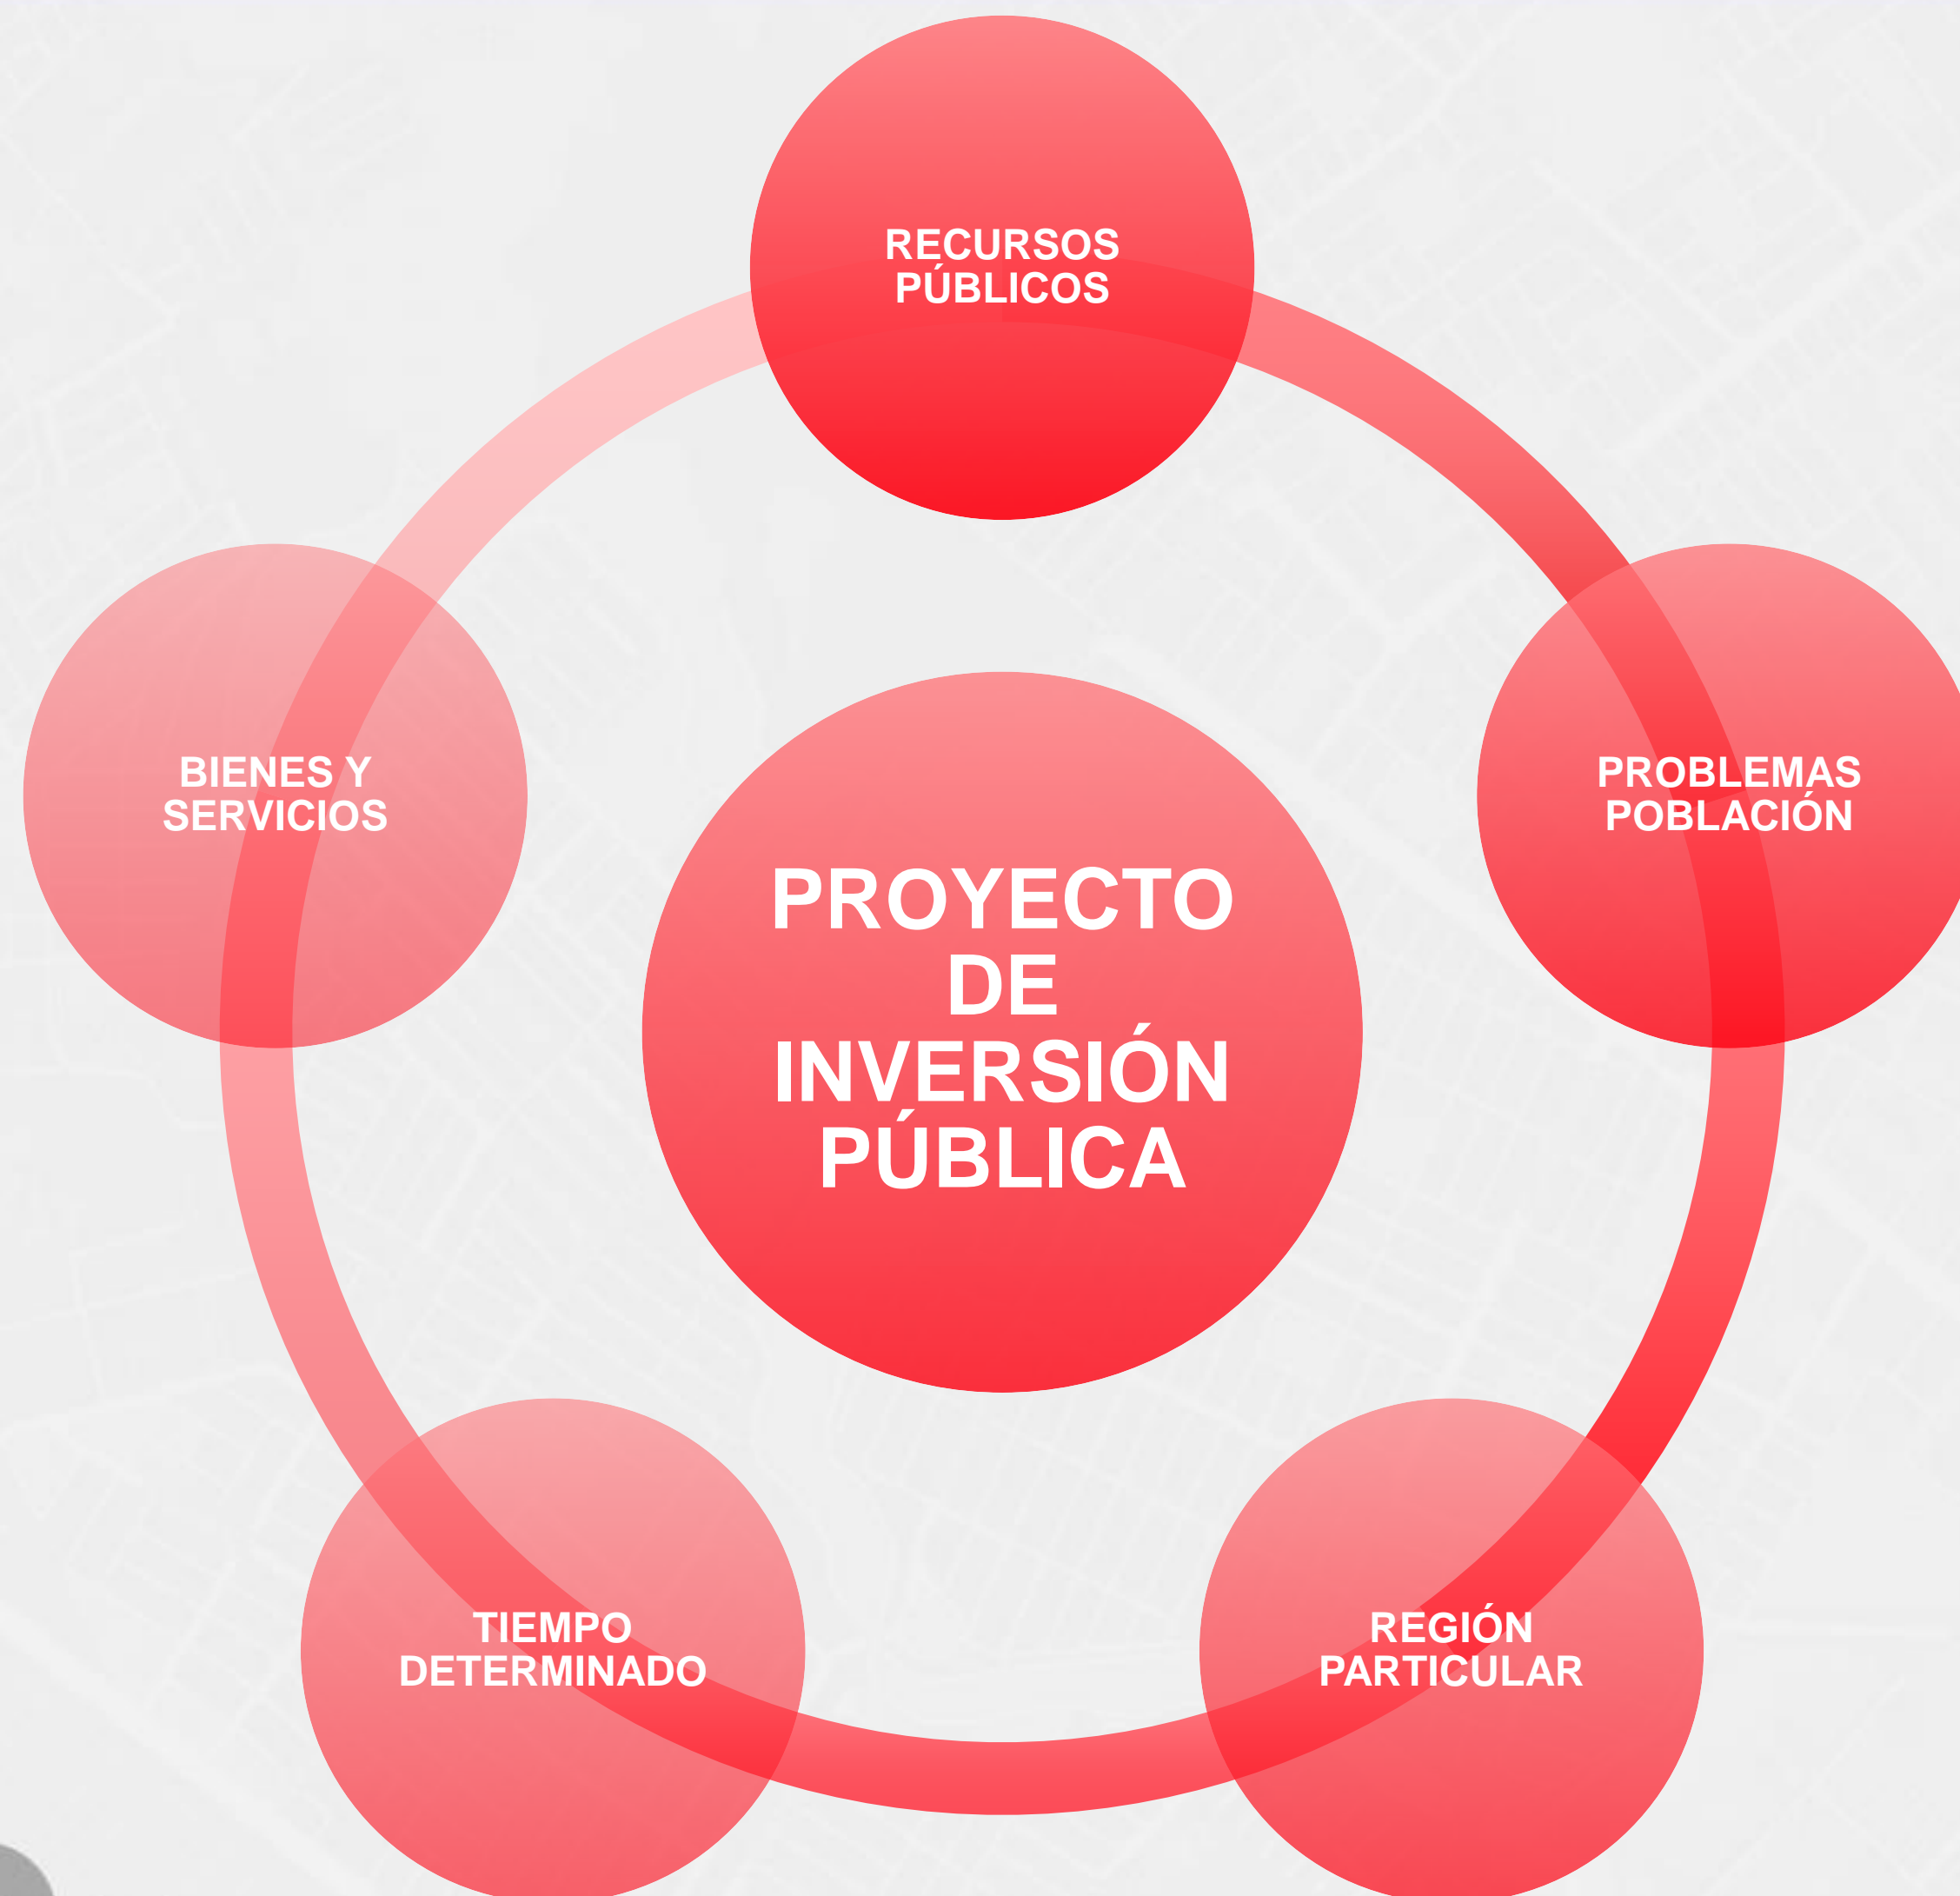 RECURSOS
PÚBLICOS
PROBLEMAS
POBLACIÓN
REGIÓN
PARTICULAR
TIEMPO
DETERMINADO
BIENES Y
SERVICIOS
PROYECTO
DE
INVERSIÓN
PÚBLICA